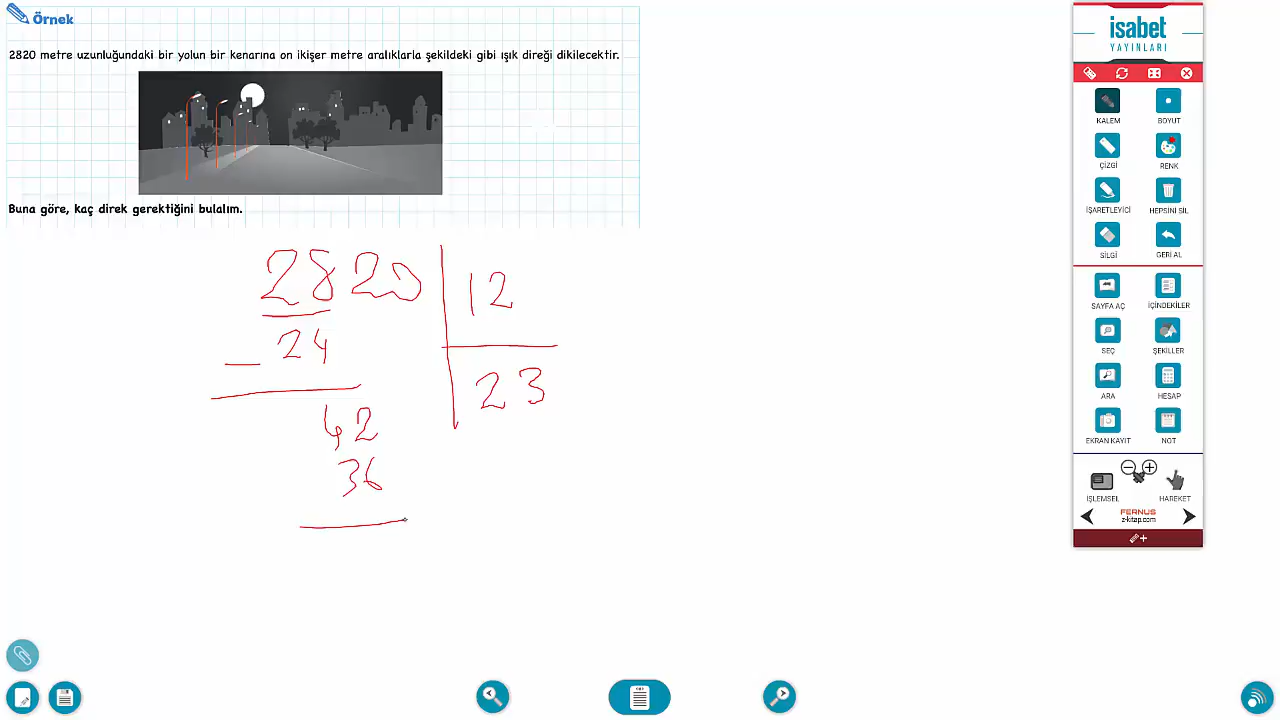 Örnek
2820 metre uzunluğundaki bir yolun bir kenarına on ikişer metre aralıklarla şekildeki gibi ışık direği dikilecektir.
Buna göre, kaç direk gerektiğini bulalım.
2820 12
- 24 23
42
36
isabet
YAYINLARI
KALEM BOYUT
ÇİZGİ RENK
İŞARETLEYİCİ HEPSİNİ SİL
SİLGİ GERİ AL
SAYFA AÇ İÇİNDEKİLER
SEÇ ŞEKİLLER
ARA HESAP
EKRAN KAYIT NOT
İŞLEMSEL HAREKET
FERNUS
z-kitap.com